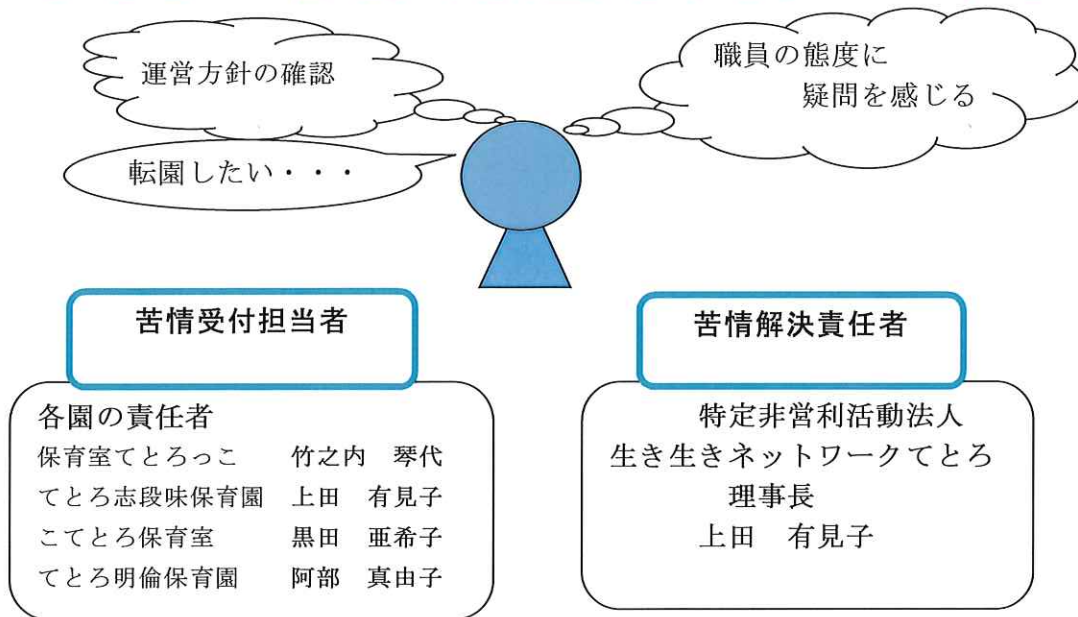 運営方針の確認
職員の態度に
疑問を感じる
転園したい・・・
苦情受付担当者
各園の責任者
保育室てとろっこ　竹之内　琴代
てとろ志段味保育園　上田　有見子
こてとろ保育室　黒田　亜希子
てとろ明倫保育園　阿部　真由子
苦情解決責任者
特定非営利活動法人
生き生きネットワークてとろ
理事長
上田　有見子